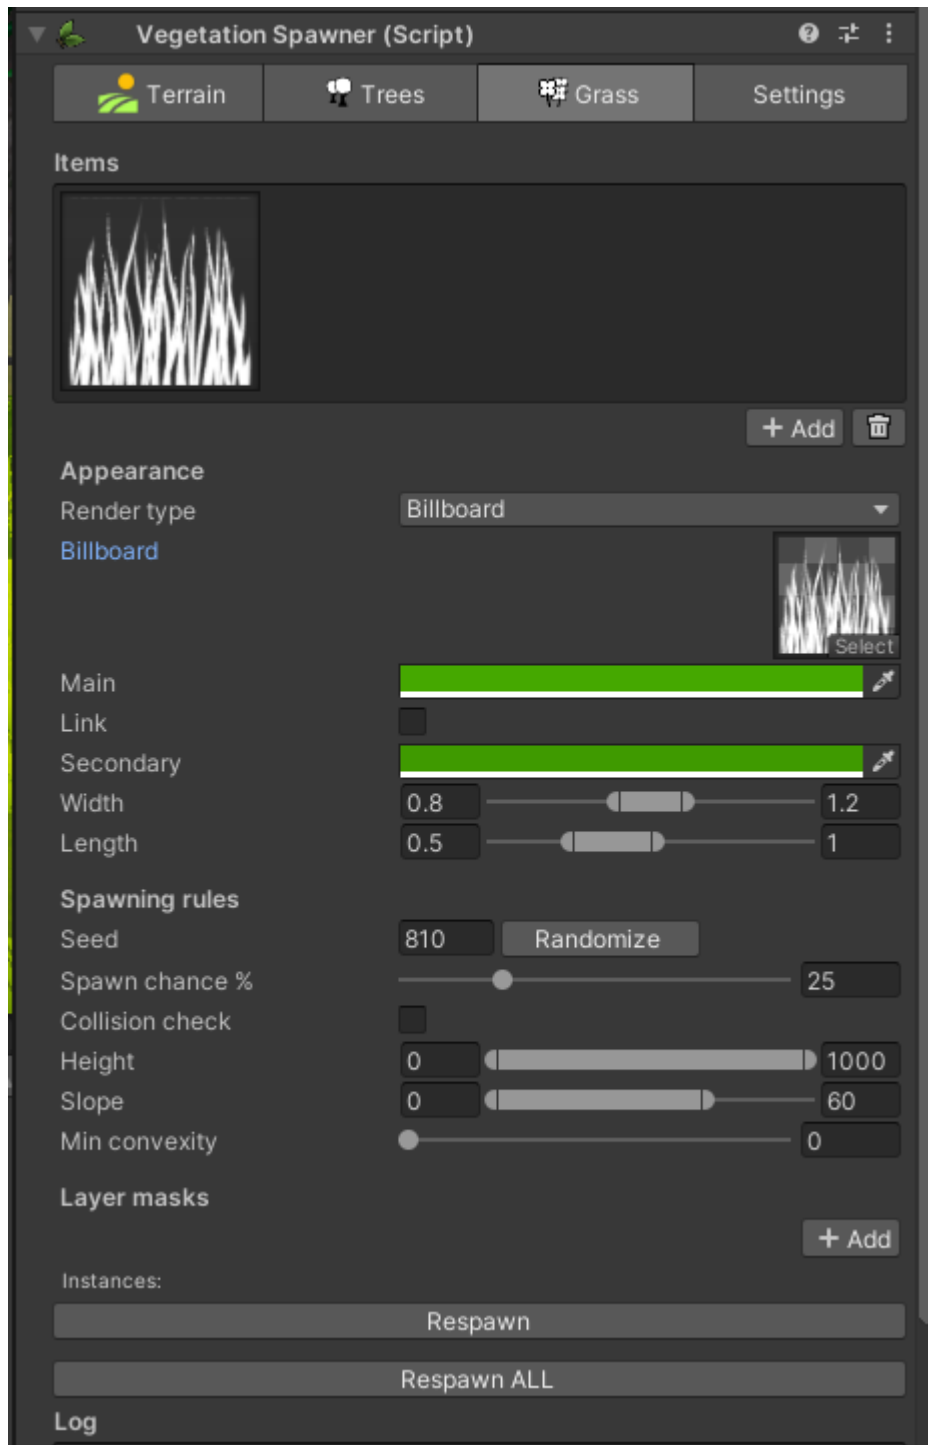 Vegetation Spawner (Script)
Terrain Trees Grass Settings
Items
+ Add
Appearance
Render type Billboard
Billboard
Select
Main
Link
Secondary
Width 0.8 1.2
Length 0.5 1
Spawning rules
Seed 810 Randomize
Spawn chance % 25
Collision check
Height 0 1000
Slope 0 60
Min convexity 0
Layer masks
+ Add
Instances:
Respawn
Respawn ALL
Log